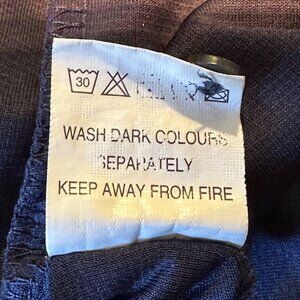 30
WASH DARK COLOURS
SEPARATELY
KEEP AWAY FROM FIRE